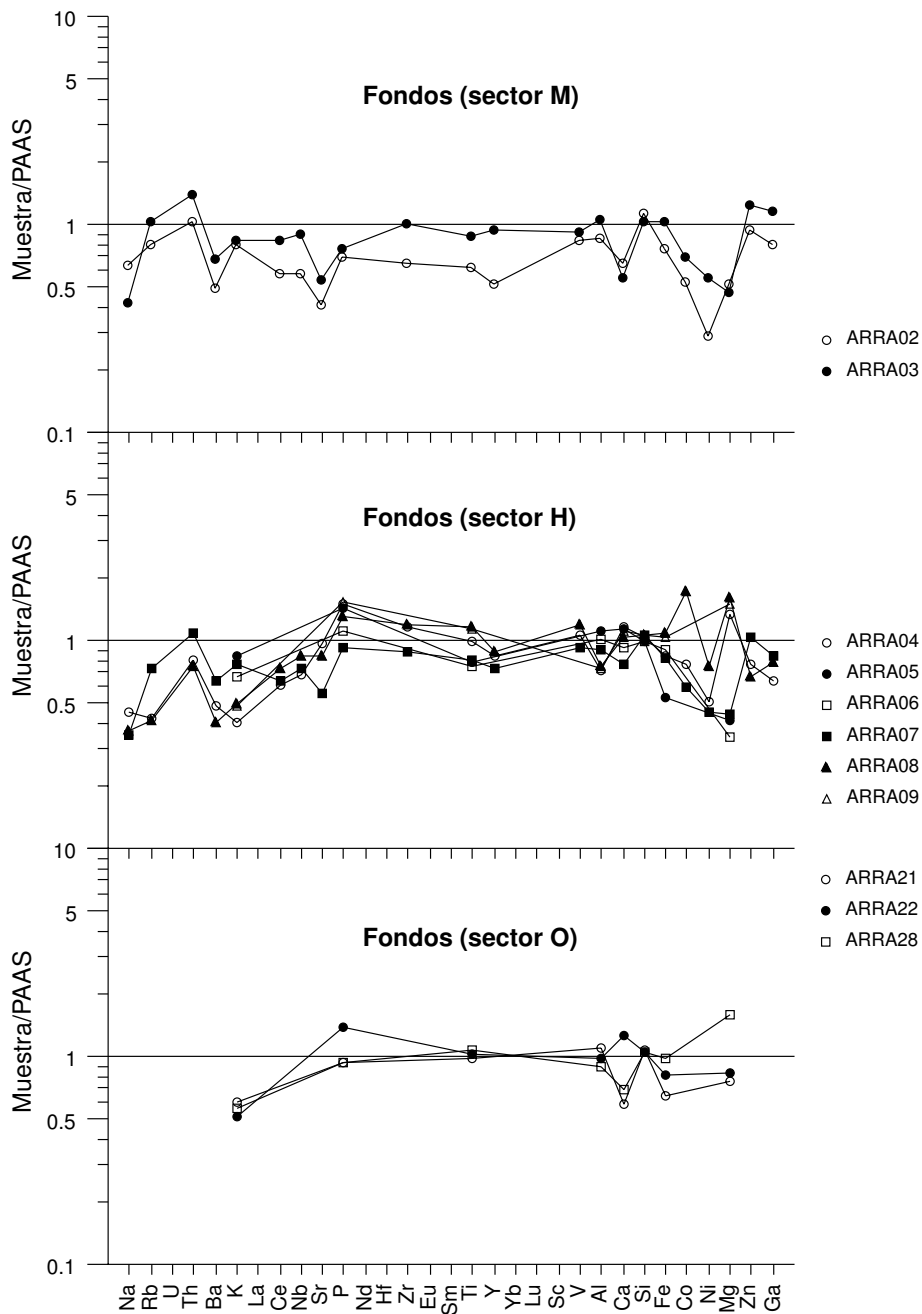 10
5
Fondos (sector M)
Muestra/PAAS
1
0.5
ARRA02
ARRA03
0.1
5
Fondos (sector H)
Muestra/PAAS
1
ARRA04
0.5
ARRA05
ARRA06
ARRA07
ARRA08
ARRA09
10
ARRA21
5
ARRA22
Fondos (sector O)
ARRA28
Muestra/PAAS
1
0.5
0.1
Na Rb U Th Ba K La Ce Nb Sr P Nd Hf Zr Eu Sm Ti Y Yb Lu Sc V Al Ca Si Fe Co Ni Mg Zn Ga